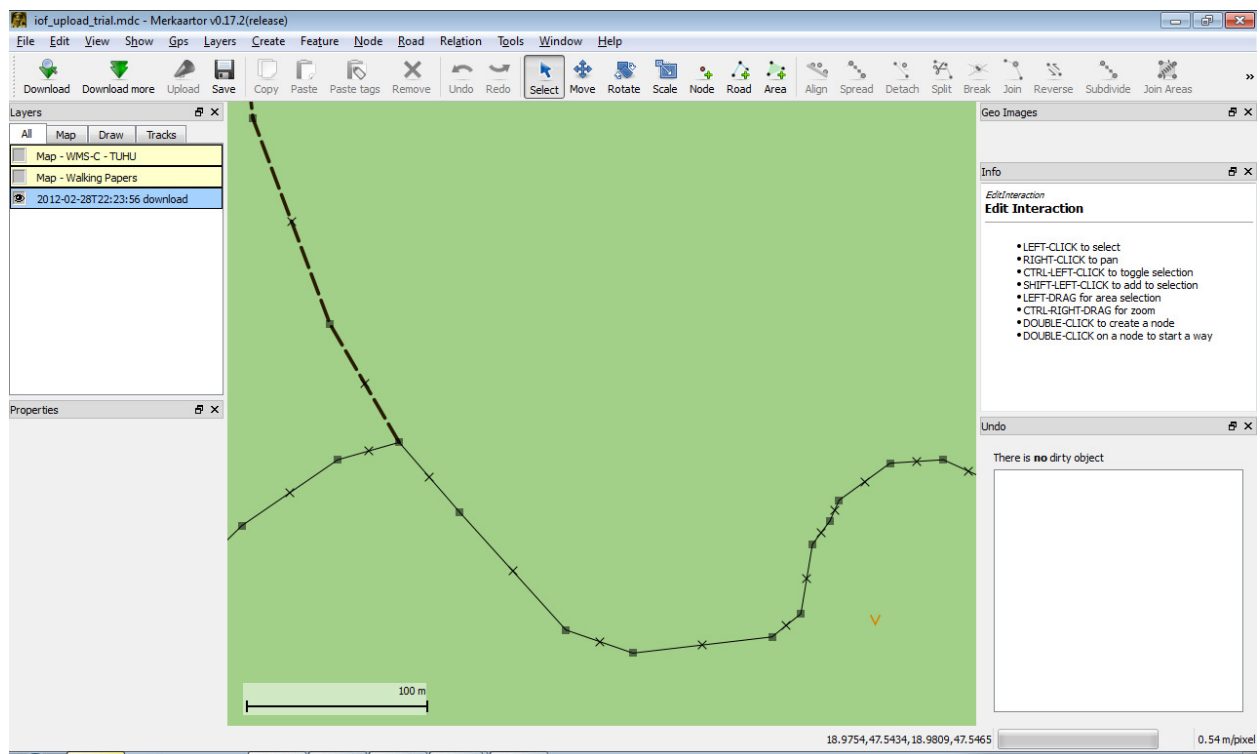 iof_upload_trial.mdc - Merkaartor v0.17.2(release)
File Edit View Show Gps Layers Create Feature Node Road Relation Tools Window Help
Download Download more Upload Save Copy Paste Paste tags Remove Undo Redo Select Move Rotate Scale Node Road Area Align Spread Detach Split Break Join Reverse Subdivide Join Areas »
Layers
All Map Draw Tracks
Map - WMS-C - TUHU
Map - Walking Papers
2012-02-28T22:23:56 download
Properties
100 m
Geo Images
Info
EditInteraction
Edit Interaction
•LEFT-CLICK to select
•RIGHT-CLICK to pan
•CTRL-LEFT-CLICK to toggle selection
•SHIFT-LEFT-CLICK to add to selection
•LEFT-DRAG for area selection
•CTRL-RIGHT-DRAG for zoom
•DOUBLE-CLICK to create a node
•DOUBLE-CLICK on a node to start a way
Undo
There is no dirty object
18.9754,47.5434,18.9809,47.5465 0.54 m/pixel